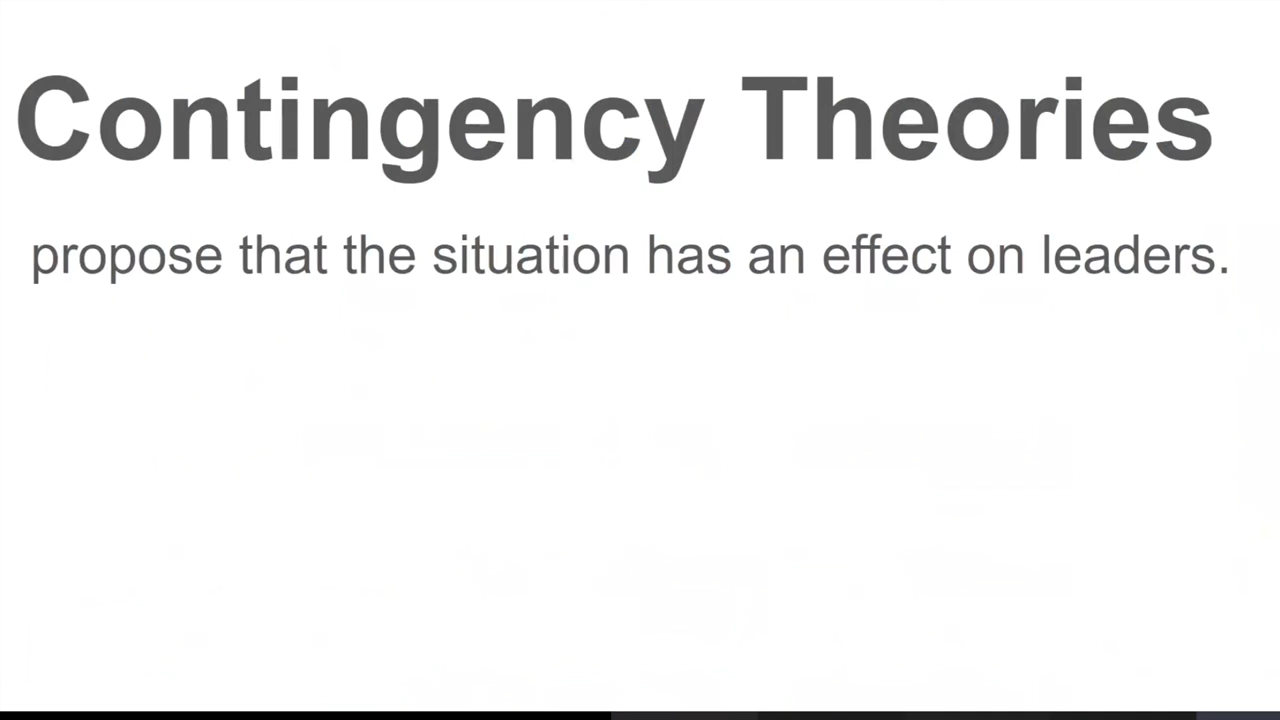 Contingency Theories
propose that the situation has an effect on leaders.